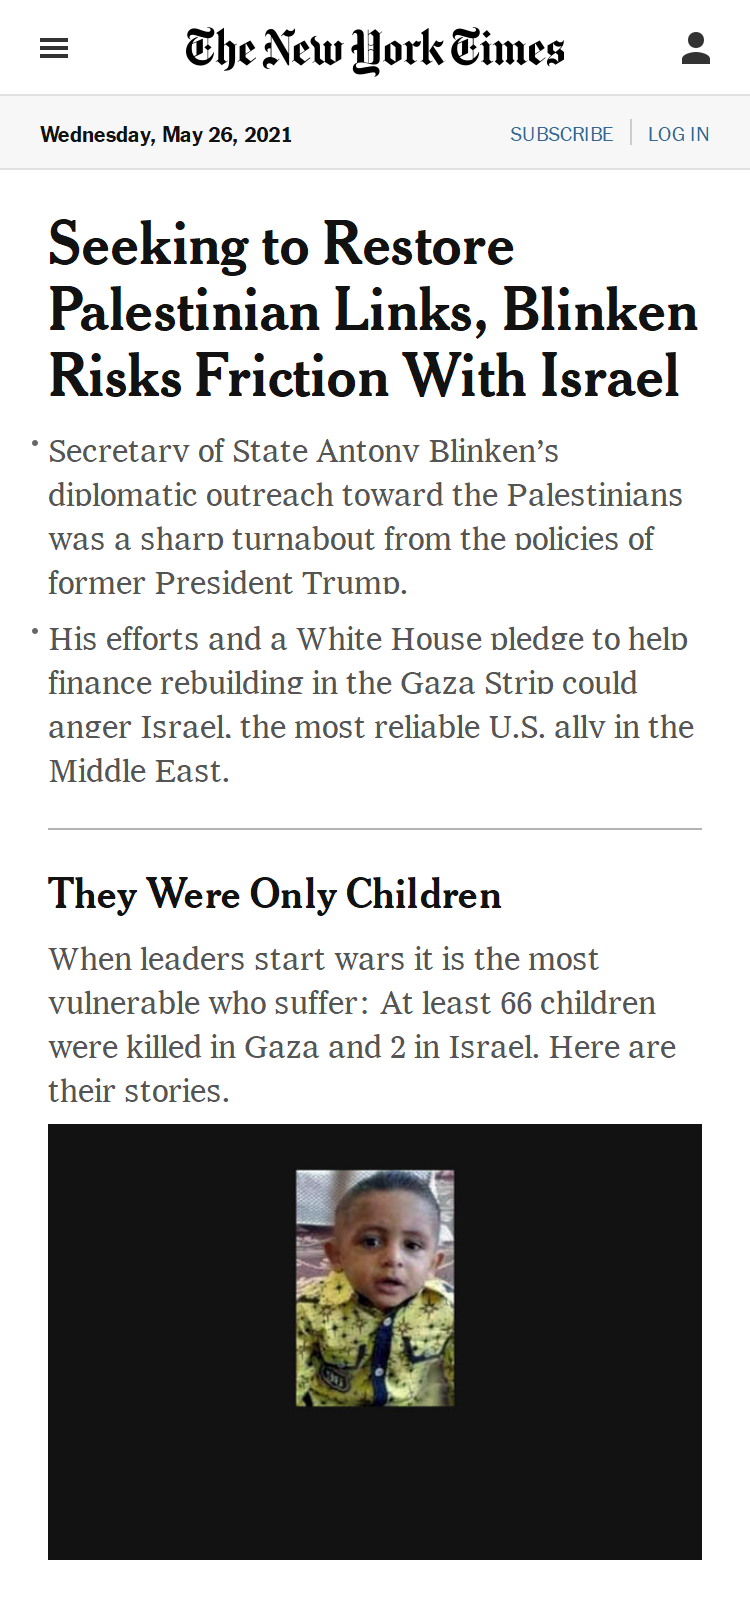 The New York Times
Wednesday, May 26, 2021
SUBSCRIBE
LOG IN
Seeking to Restore
Palestinian Links, Blinken
Risks Friction With Israel
Secretary of State Antony Blinken’s
diplomatic outreach toward the Palestinians
was a sharp turnabout from the policies of
former President Trump.
His efforts and a White House pledge to help
finance rebuilding in the Gaza Strip could
anger Israel, the most reliable U.S. ally in the
Middle East.
They Were Only Children
When leaders start wars it is the most
vulnerable who suffer: At least 66 children
were killed in Gaza and 2 in Israel. Here are
their stories.